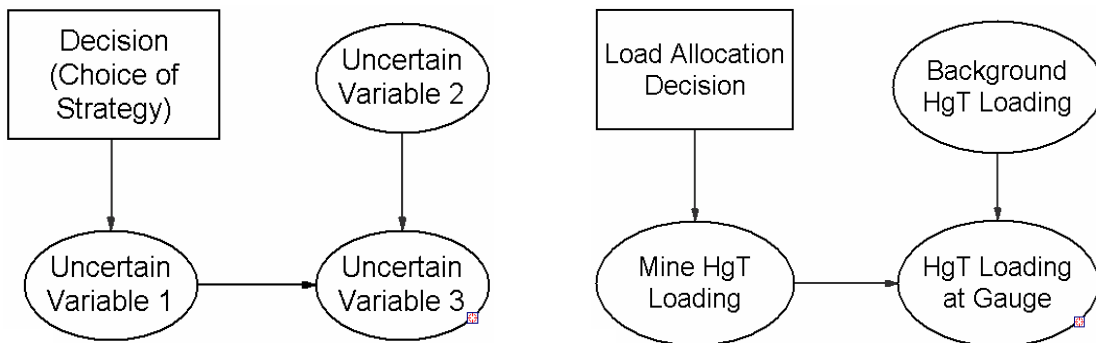 Decision
(Choice of
Strategy)
Uncertain
Variable 2
Uncertain
Variable 1
Uncertain
Variable 3
Load Allocation
Decision
Background
HgT Loading
Mine HgT
Loading
HgT Loading
at Gauge